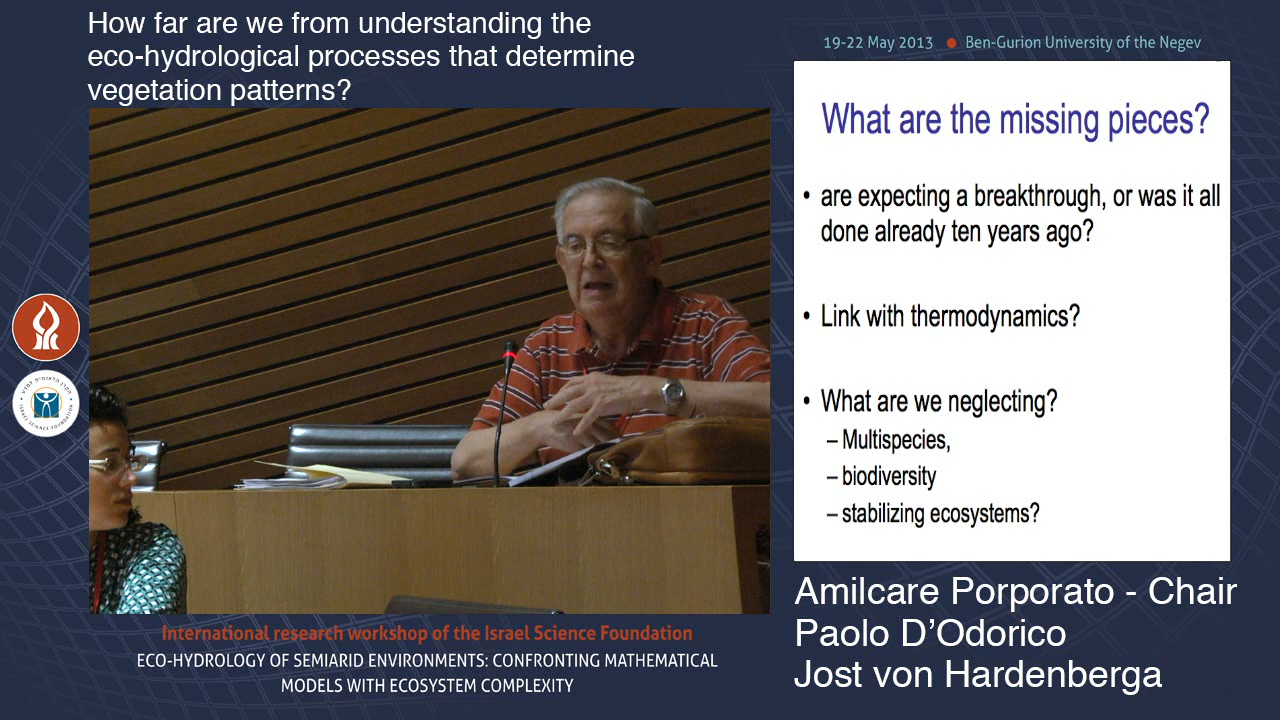 How far are we from understanding the
eco-hydrological processes that determine
vegetation patterns?
19-22 May 2013 ● Ben-Gurion University of the Negev
What are the missing pieces?
• are expecting a breakthrough, or was it all
done already ten years ago?
• Link with thermodynamics?
• What are we neglecting?
– Multispecies,
– biodiversity
– stabilizing ecosystems?
Amilcare Porporato - Chair
Paolo D’Odorico
Jost von Hardenberga
International research workshop of the Israel Science Foundation
ECO-HYDROLOGY OF SEMIARID ENVIRONMENTS: CONFRONTING MATHEMATICAL
MODELS WITH ECOSYSTEM COMPLEXITY
ISRAEL SCIENCE FOUNDATION